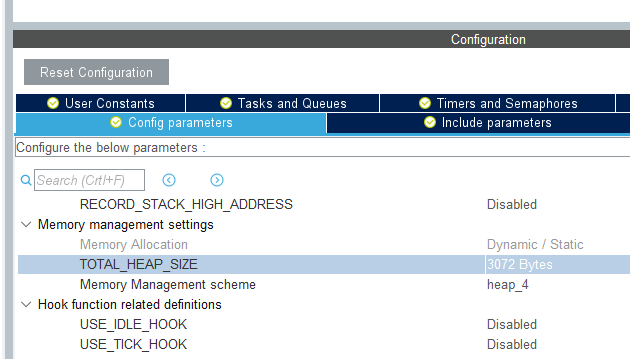 Configuration
Reset Configuration
User Constants Tasks and Queues Timers and Semaphores
Config parameters Include parameters
Configure the below parameters :
Search (Crtl+F)
RECORD_STACK_HIGH_ADDRESS Disabled
Memory management settings
Memory Allocation Dynamic / Static
TOTAL_HEAP_SIZE 3072 Bytes
Memory Management scheme heap_4
Hook function related definitions
USE_IDLE_HOOK Disabled
USE_TICK_HOOK Disabled